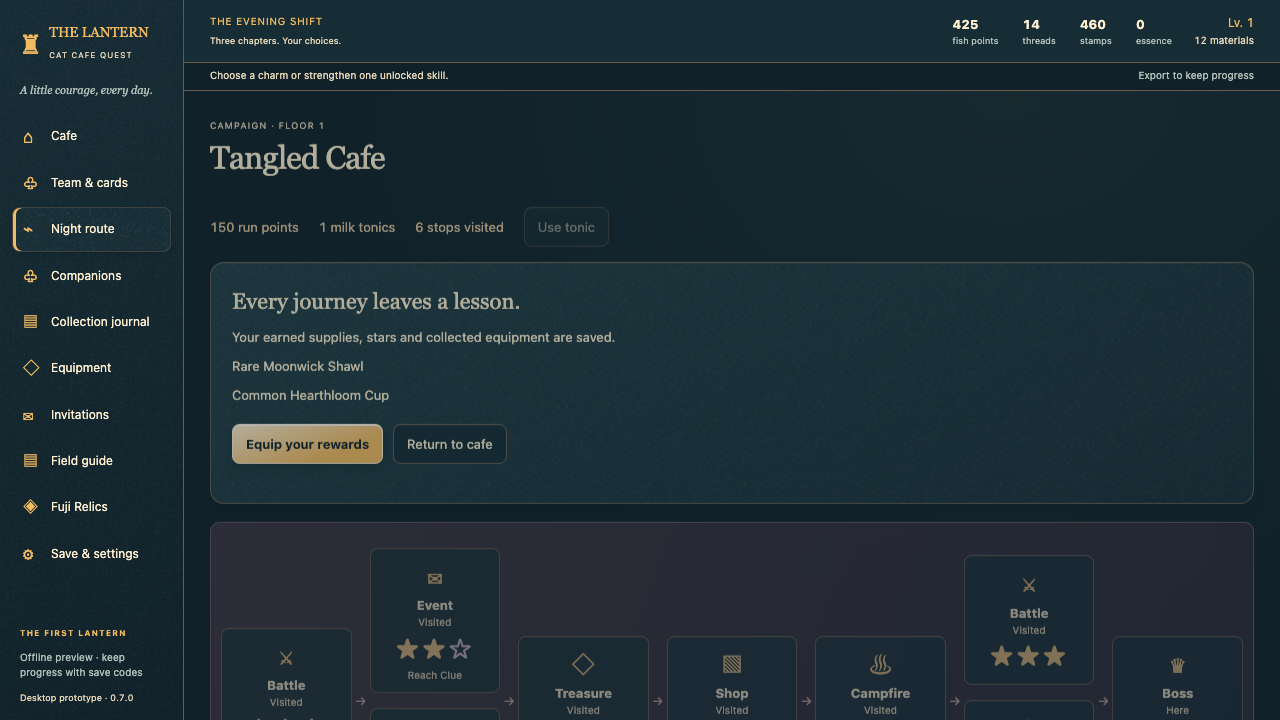 THE LANTERN
CAT CAFE QUEST
A little courage, every day.
Cafe
Team & cards
Night route
Companions
Collection journal
Equipment
Invitations
Field guide
Fuji Relics
Save & settings
THE FIRST LANTERN
Offline preview · keep
progress with save codes
Desktop prototype · 0.7.0
THE EVENING SHIFT
Three chapters. Your choices.
425
fish points
14
threads
460
stamps
0
essence
Lv. 1
12 materials
Choose a charm or strengthen one unlocked skill.
Export to keep progress
CAMPAIGN · FLOOR 1
Tangled Cafe
150 run points
1 milk tonics
6 stops visited
Use tonic
Every journey leaves a lesson.
Your earned supplies, stars and collected equipment are saved.
Rare Moonwick Shawl
Common Hearthloom Cup
Equip your rewards
Return to cafe
Battle
Visited
Event
Visited
Reach Clue
Treasure
Visited
Shop
Visited
Campfire
Visited
Battle
Visited
Boss
Here